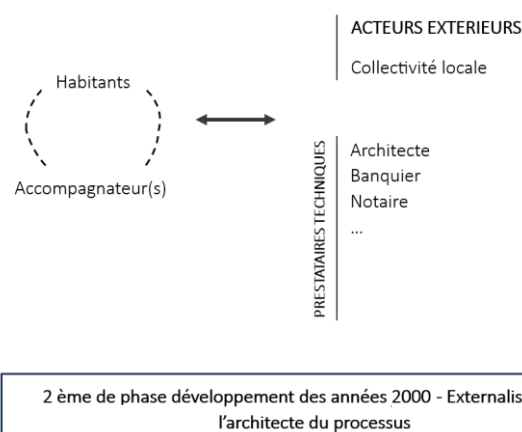 ACTEURS EXTERIEURS
Collectivité locale
Habitants
Accompagnateur(s)
PRESTATAIRES TECHNIQUES
Architecte
Banquier
Notaire
...
2 ème de phase développement des années 2000 - Externalis
l'architecte du processus